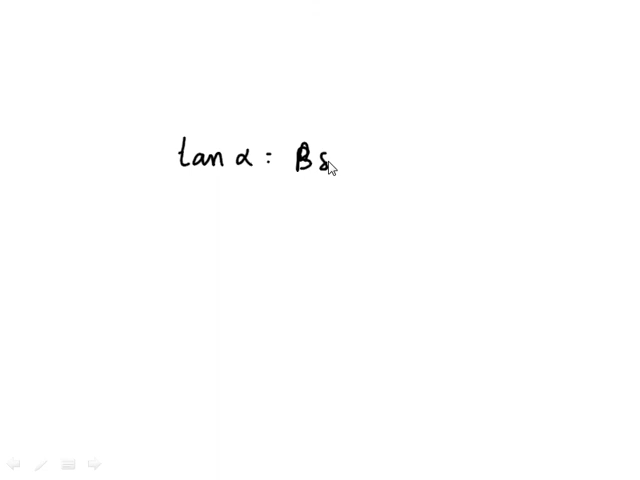 tan α = B s